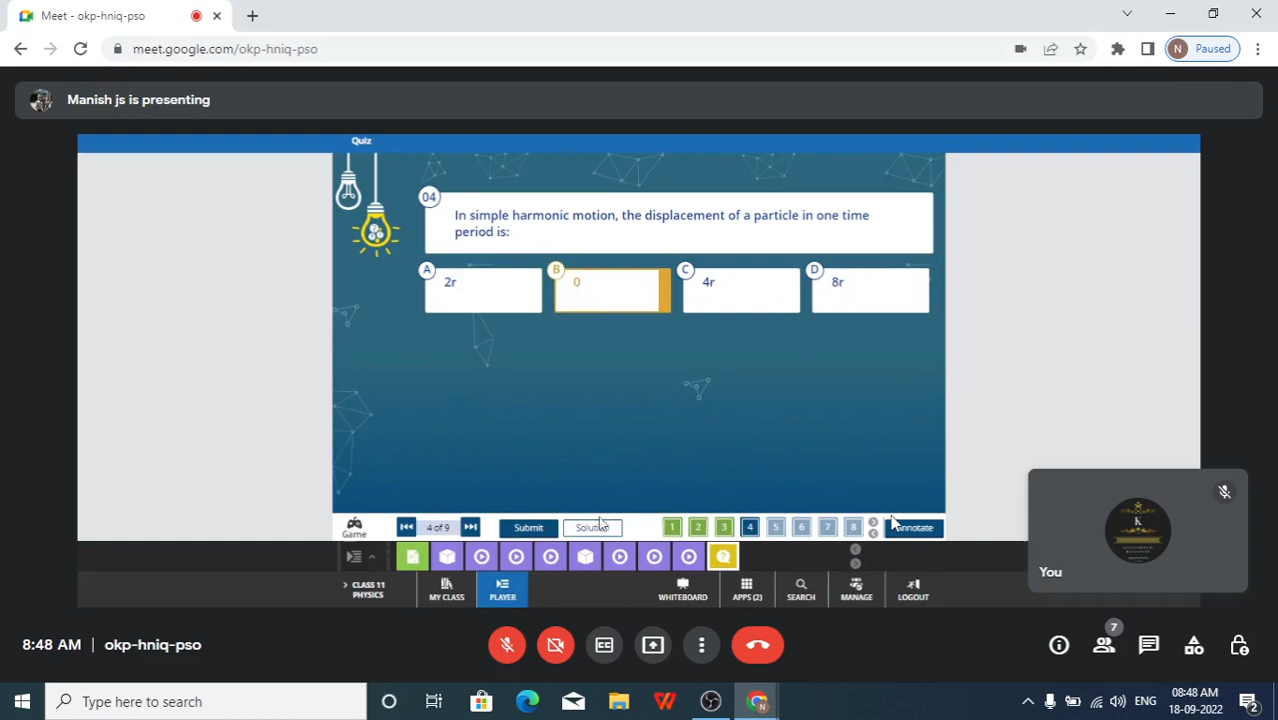 Meet - okp-hniq-pso
meet.google.com/okp-hniq-pso
N
Paused
Manish js is presenting
Quiz
04
In simple harmonic motion, the displacement of a particle in one time
period is:
A
2r
B
0
C
4r
D
8r
Game
4 of 9
Submit
Solution
1
2
3
4
5
6
7
8
Annotate
CLASS 11
PHYSICS
MY CLASS
PLAYER
WHITEBOARD
APPS (2)
SEARCH
MANAGE
LOGOUT
K
You
8:48 AM
okp-hniq-pso
7
Type here to search
ENG
08:48 AM
18-09-2022
2